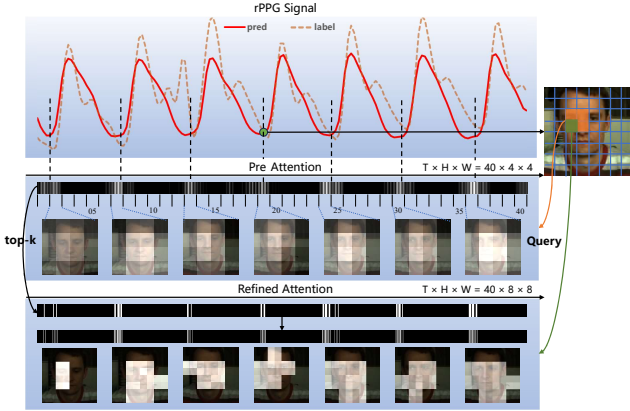 rPPG Signal
pred label
Pre Attention T × H × W = 40 × 4 × 4
05 10 15 20 25 30 35 40
top-k
Query
Refined Attention T × H × W = 40 × 8 × 8